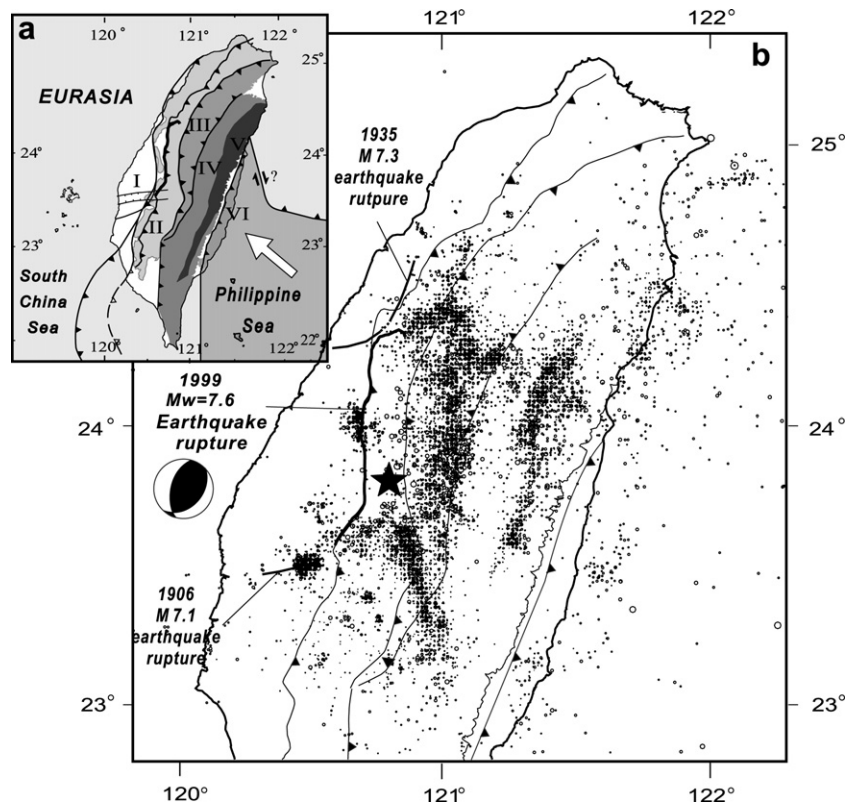 a
120°
121°
122°
25°
EURASIA
III
24°
IV
V
I
?
II
VI
23°
South
China
Sea
Philippine
Sea
22°
120°
121°
122°
b
1935
M 7.3
earthquake
rutpure
25°
1999
Mw=7.6
Earthquake
rupture
24°
24°
1906
M 7.1
earthquake
rupture
23°
23°
120°
121°
122°